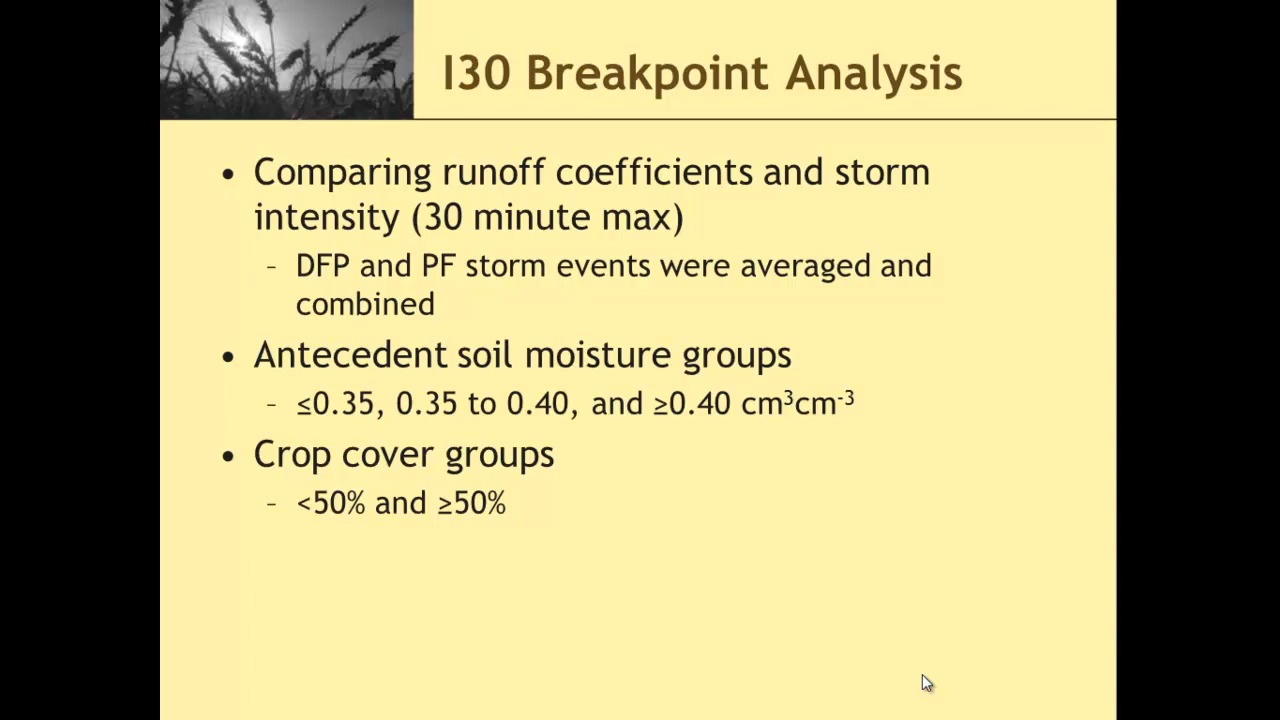 I30 Breakpoint Analysis
• Comparing runoff coefficients and storm
intensity (30 minute max)
– DFP and PF storm events were averaged and
combined
• Antecedent soil moisture groups
– ≤0.35, 0.35 to 0.40, and ≥0.40 cm³cm⁻³
• Crop cover groups
– <50% and ≥50%